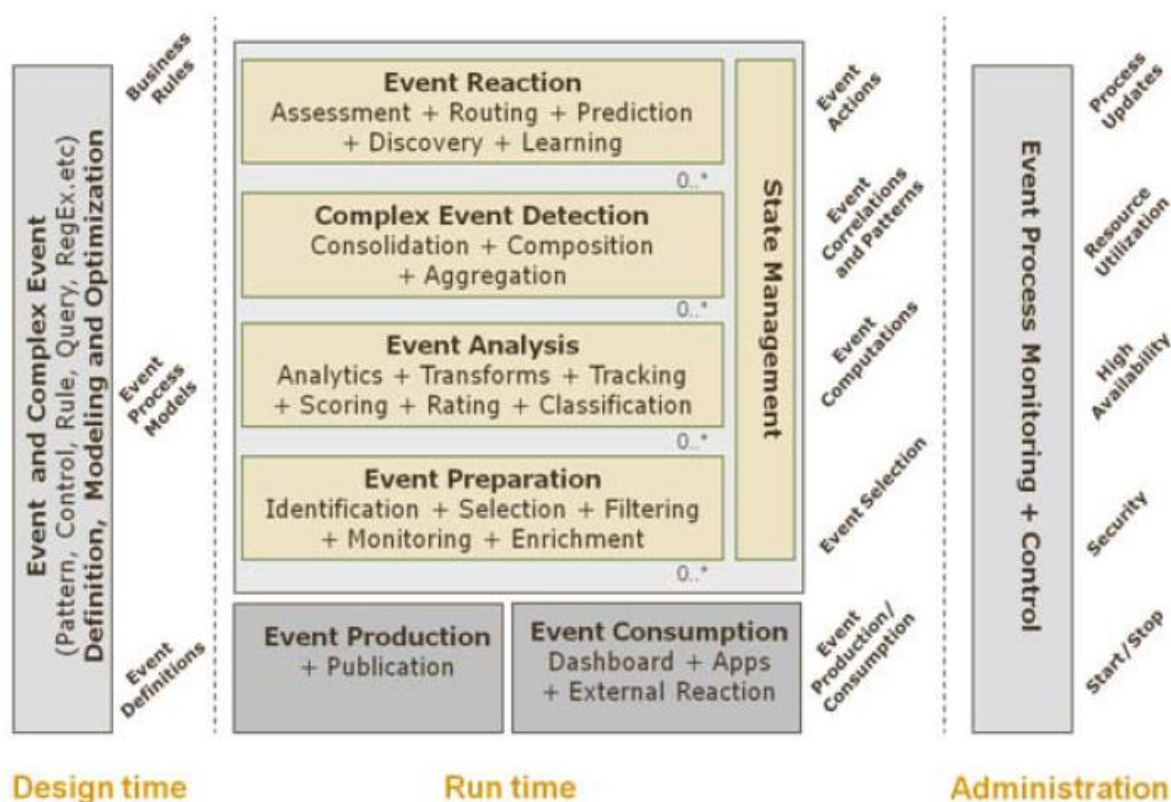 Event and Complex Event
(Pattern, Control, Rule, Query, RegEx.etc)
Definition, Modeling and Optimization
Business
Rules
Event
Process
Models
Event
Definitions
Event Reaction
Assessment + Routing + Prediction
+ Discovery + Learning
0..*
Complex Event Detection
Consolidation + Composition
+ Aggregation
0..*
Event Analysis
Analytics + Transforms + Tracking
+ Scoring + Rating + Classification
0..*
Event Preparation
Identification + Selection + Filtering
+ Monitoring + Enrichment
0..*
State Management
Event Production
+ Publication
Event Consumption
Dashboard + Apps
+ External Reaction
Event
Actions
Event
Correlations
and Patterns
Event
Computations
Event Selection
Event
Production/
Consumption
Event Process Monitoring + Control
Process
Updates
Resource
Utilization
High
Availability
Security
Start/Stop
Design time
Run time
Administration